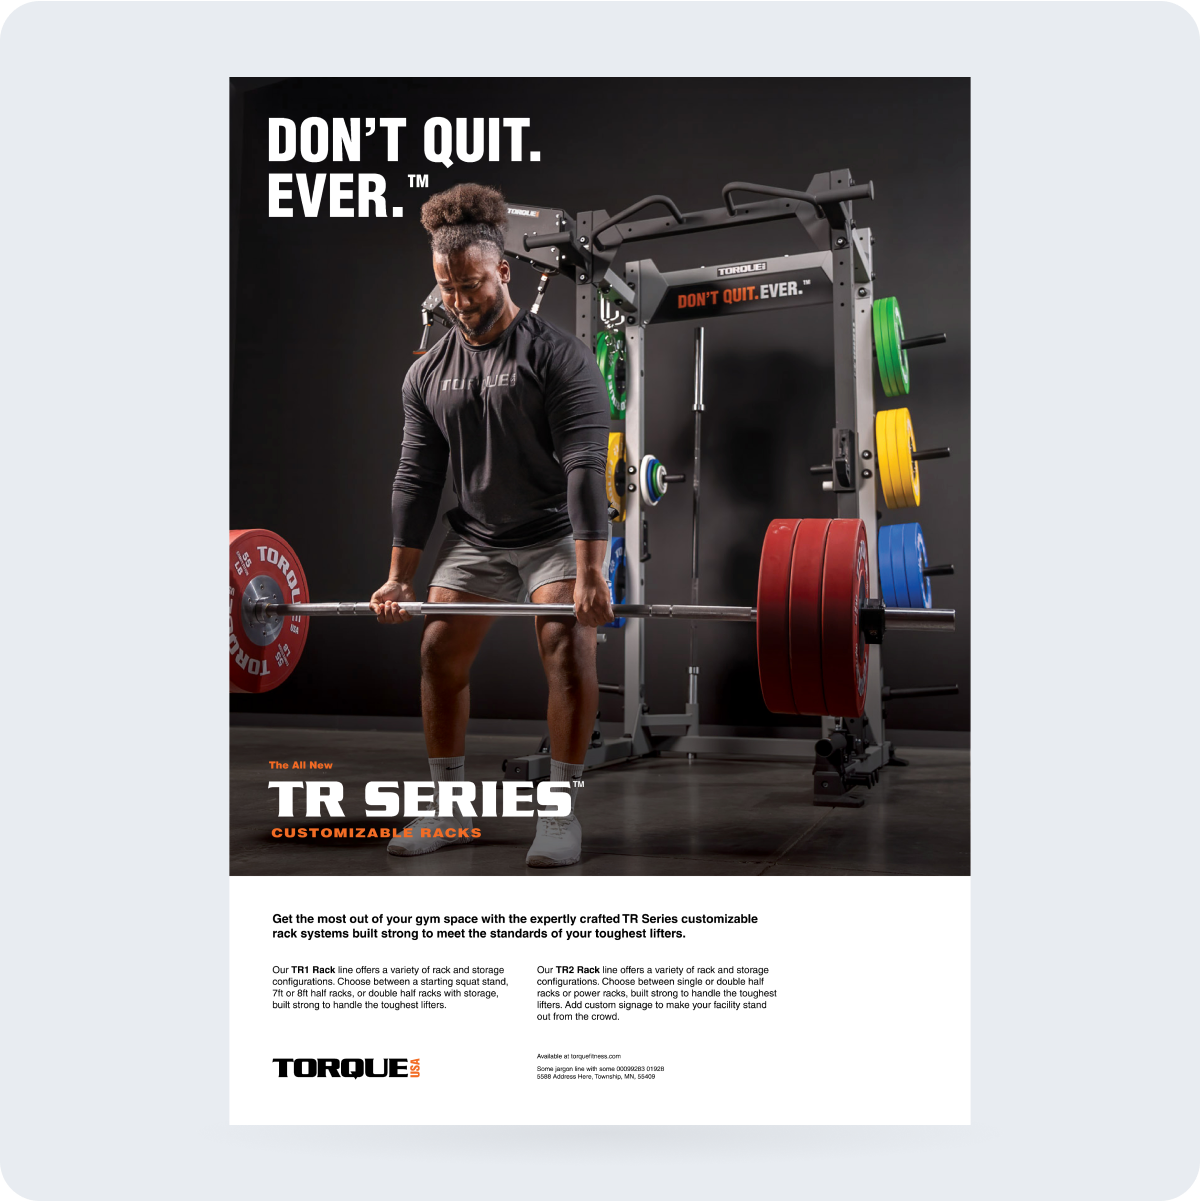 DON'T QUIT.
EVER.™
TORQUE
TORQUE
DON'T QUIT. EVER.™
TORQUE
55
LB
TORQUE
USA
TORQUE
The All New
TR SERIES™
CUSTOMIZABLE RACKS
Get the most out of your gym space with the expertly crafted TR Series customizable
rack systems built strong to meet the standards of your toughest lifters.
Our TR1 Rack line offers a variety of rack and storage
configurations. Choose between a starting squat stand,
7ft or 8ft half racks, or double half racks with storage,
built strong to handle the toughest lifters.
Our TR2 Rack line offers a variety of rack and storage
configurations. Choose between single or double half
racks or power racks, built strong to handle the toughest
lifters. Add custom signage to make your facility stand
out from the crowd.
TORQUE USA
Available at torquefitness.com
Some jargon line with some 00099283 01928
5588 Address Here, Township, MN, 55409